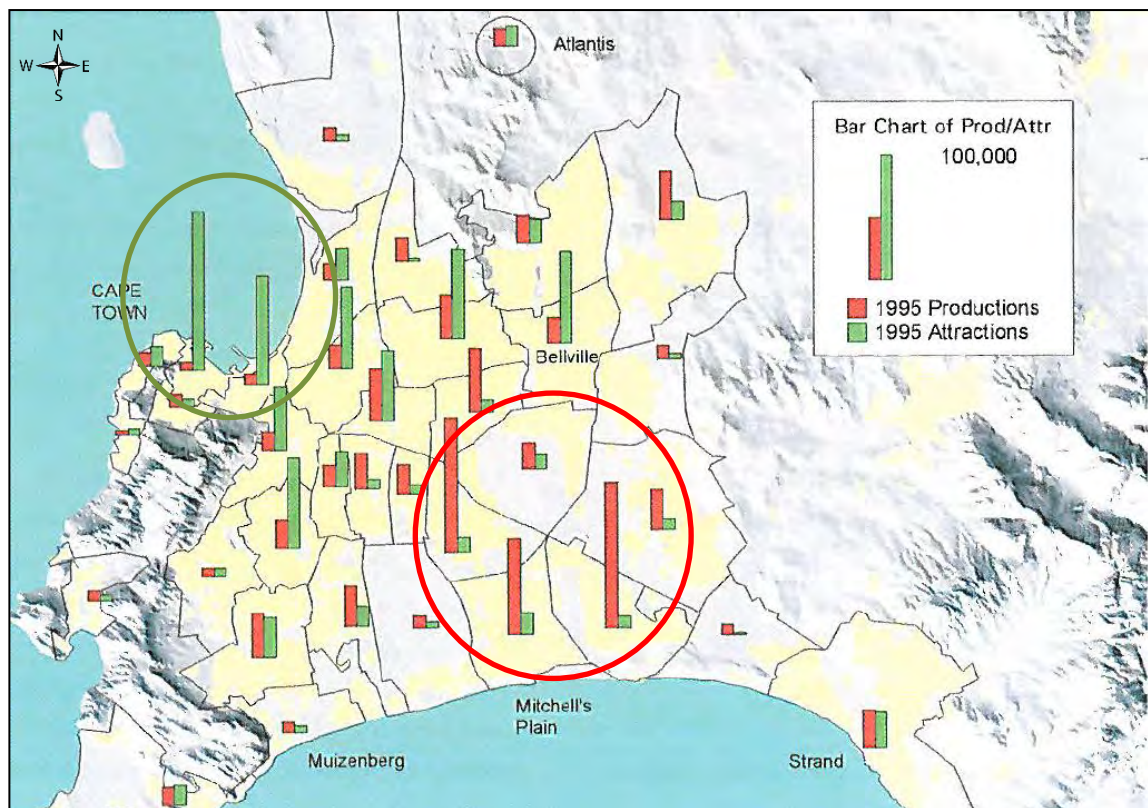 N
W E
S
Atlantis
Bar Chart of Prod/Attr
100,000
1995 Productions
1995 Attractions
CAPE
TOWN
Bellville
Mitchell's
Plain
Muizenberg
Strand